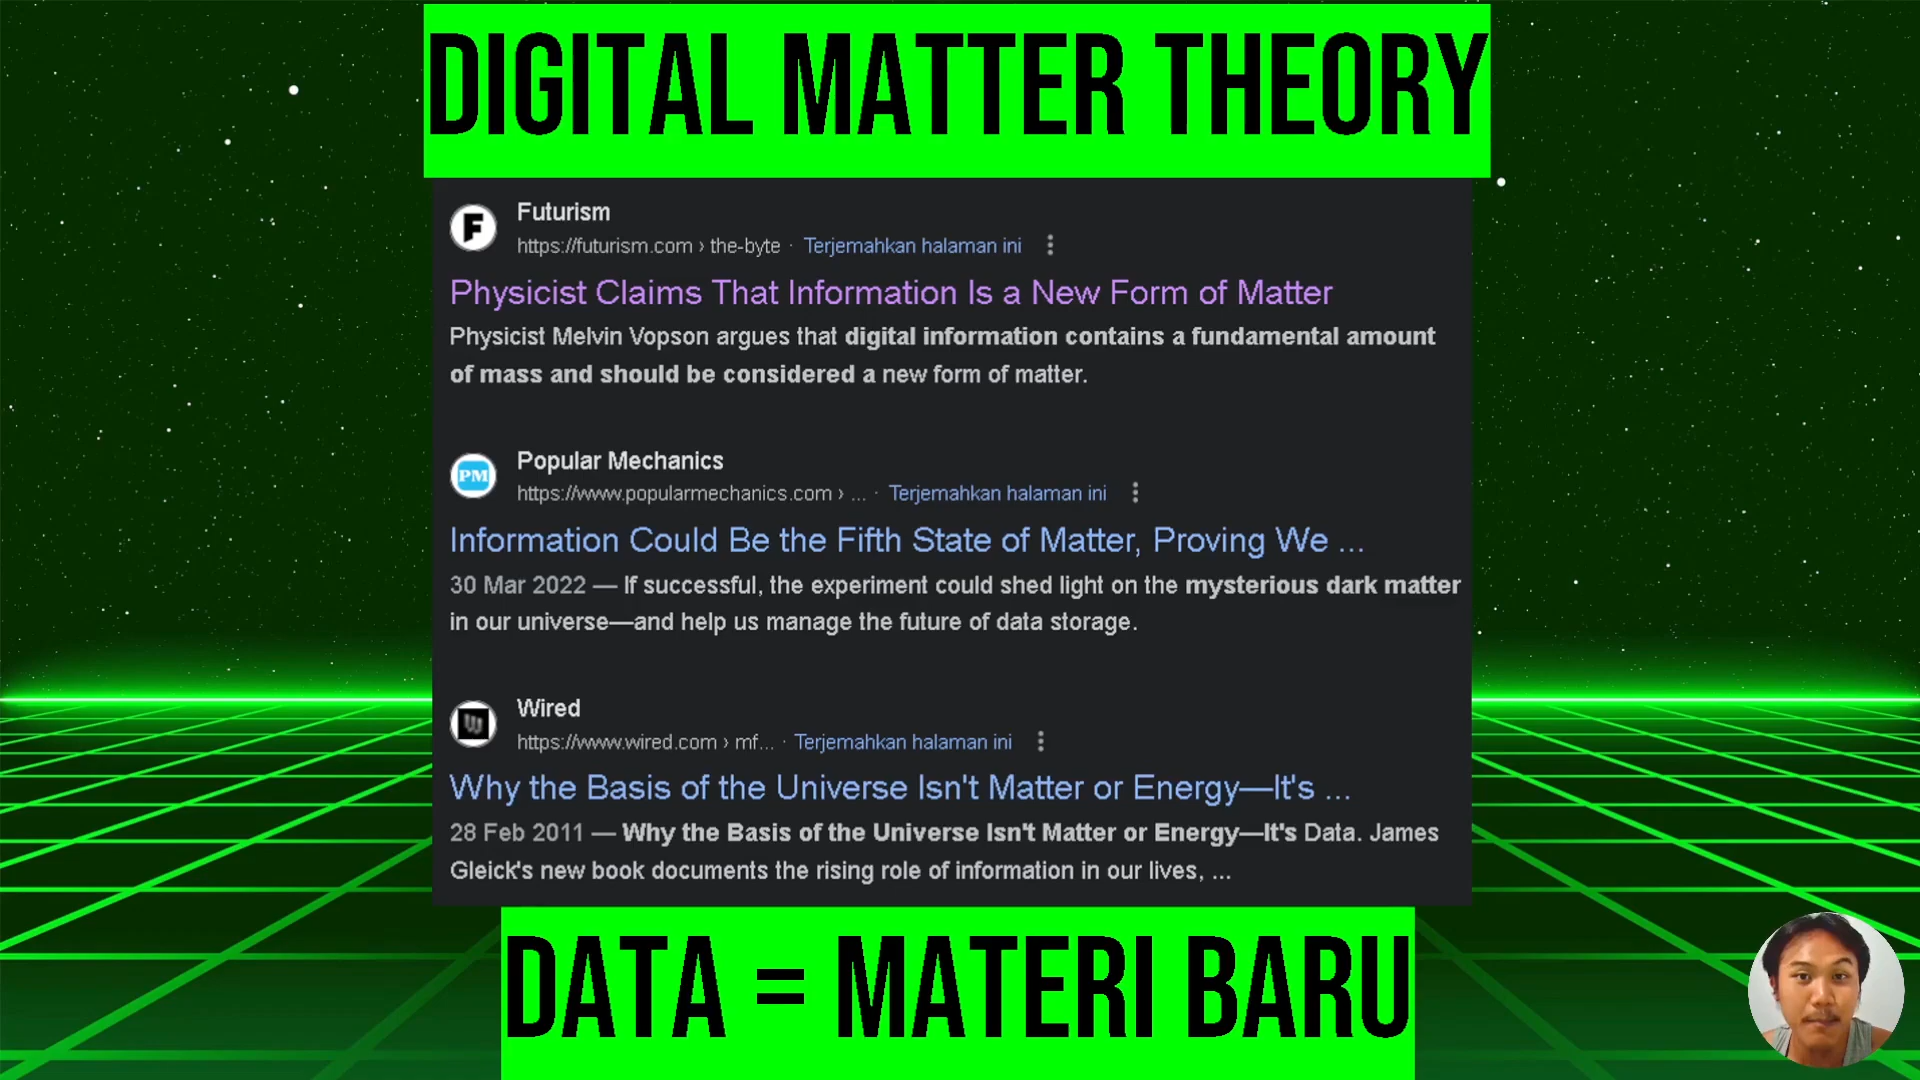 DIGITAL MATTER THEORY
F
Futurism
https://futurism.com › the-byte · Terjemahkan halaman ini
Physicist Claims That Information Is a New Form of Matter
Physicist Melvin Vopson argues that digital information contains a fundamental amount
of mass and should be considered a new form of matter.
PM
Popular Mechanics
https://www.popularmechanics.com › ... · Terjemahkan halaman ini
Information Could Be the Fifth State of Matter, Proving We ...
30 Mar 2022 — If successful, the experiment could shed light on the mysterious dark matter
in our universe—and help us manage the future of data storage.
W
Wired
https://www.wired.com › mf... · Terjemahkan halaman ini
Why the Basis of the Universe Isn't Matter or Energy—It's ...
28 Feb 2011 — Why the Basis of the Universe Isn't Matter or Energy—It's Data. James
Gleick's new book documents the rising role of information in our lives, ...
DATA = MATERI BARU